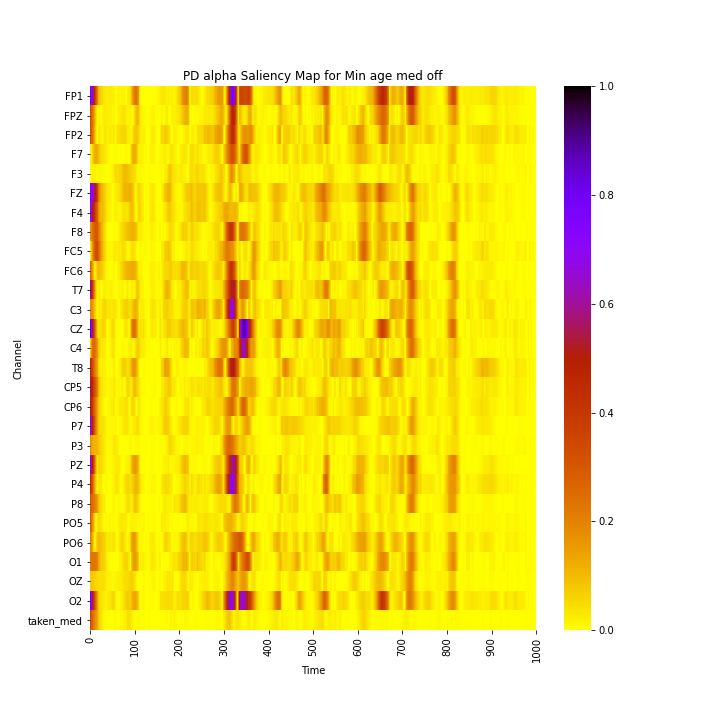 PD alpha Saliency Map for Min age med off
FP1
FPZ
FP2
F7
F3
FZ
F4
F8
FC5
FC6
T7
C3
CZ
C4
T8
CP5
CP6
P7
P3
PZ
P4
P8
PO5
PO6
O1
OZ
O2
taken_med
Channel
0
100
200
300
400
500
600
700
800
900
1000
Time
1.0
0.8
0.6
0.4
0.2
0.0